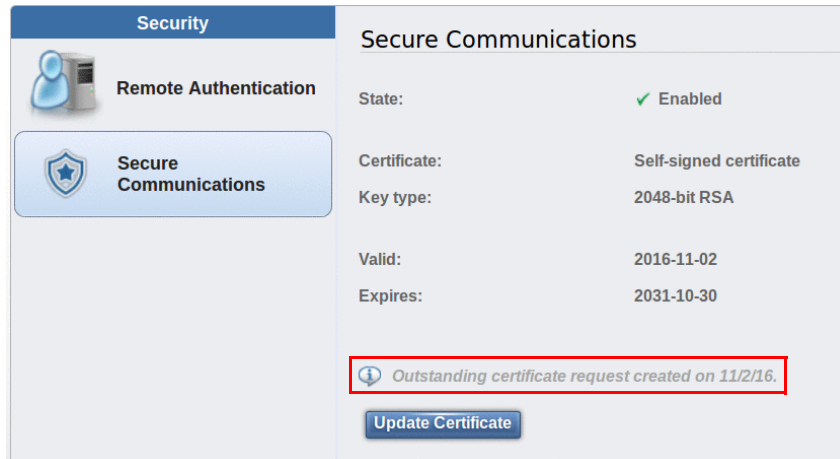 Security
Remote Authentication
Secure
Communications
Secure Communications
State: Enabled
Certificate: Self-signed certificate
Key type: 2048-bit RSA
Valid: 2016-11-02
Expires: 2031-10-30
Outstanding certificate request created on 11/2/16.
Update Certificate